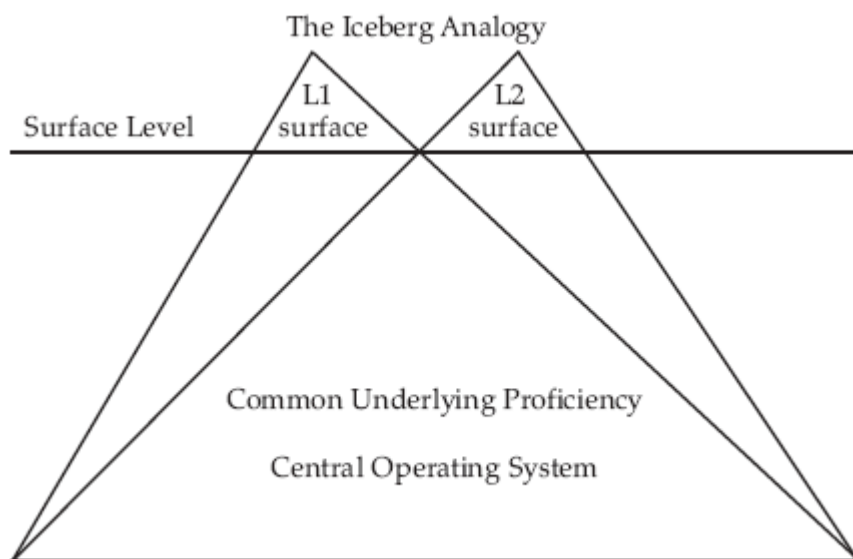 The Iceberg Analogy
L1
surface
L2
surface
Surface Level
Common Underlying Proficiency
Central Operating System